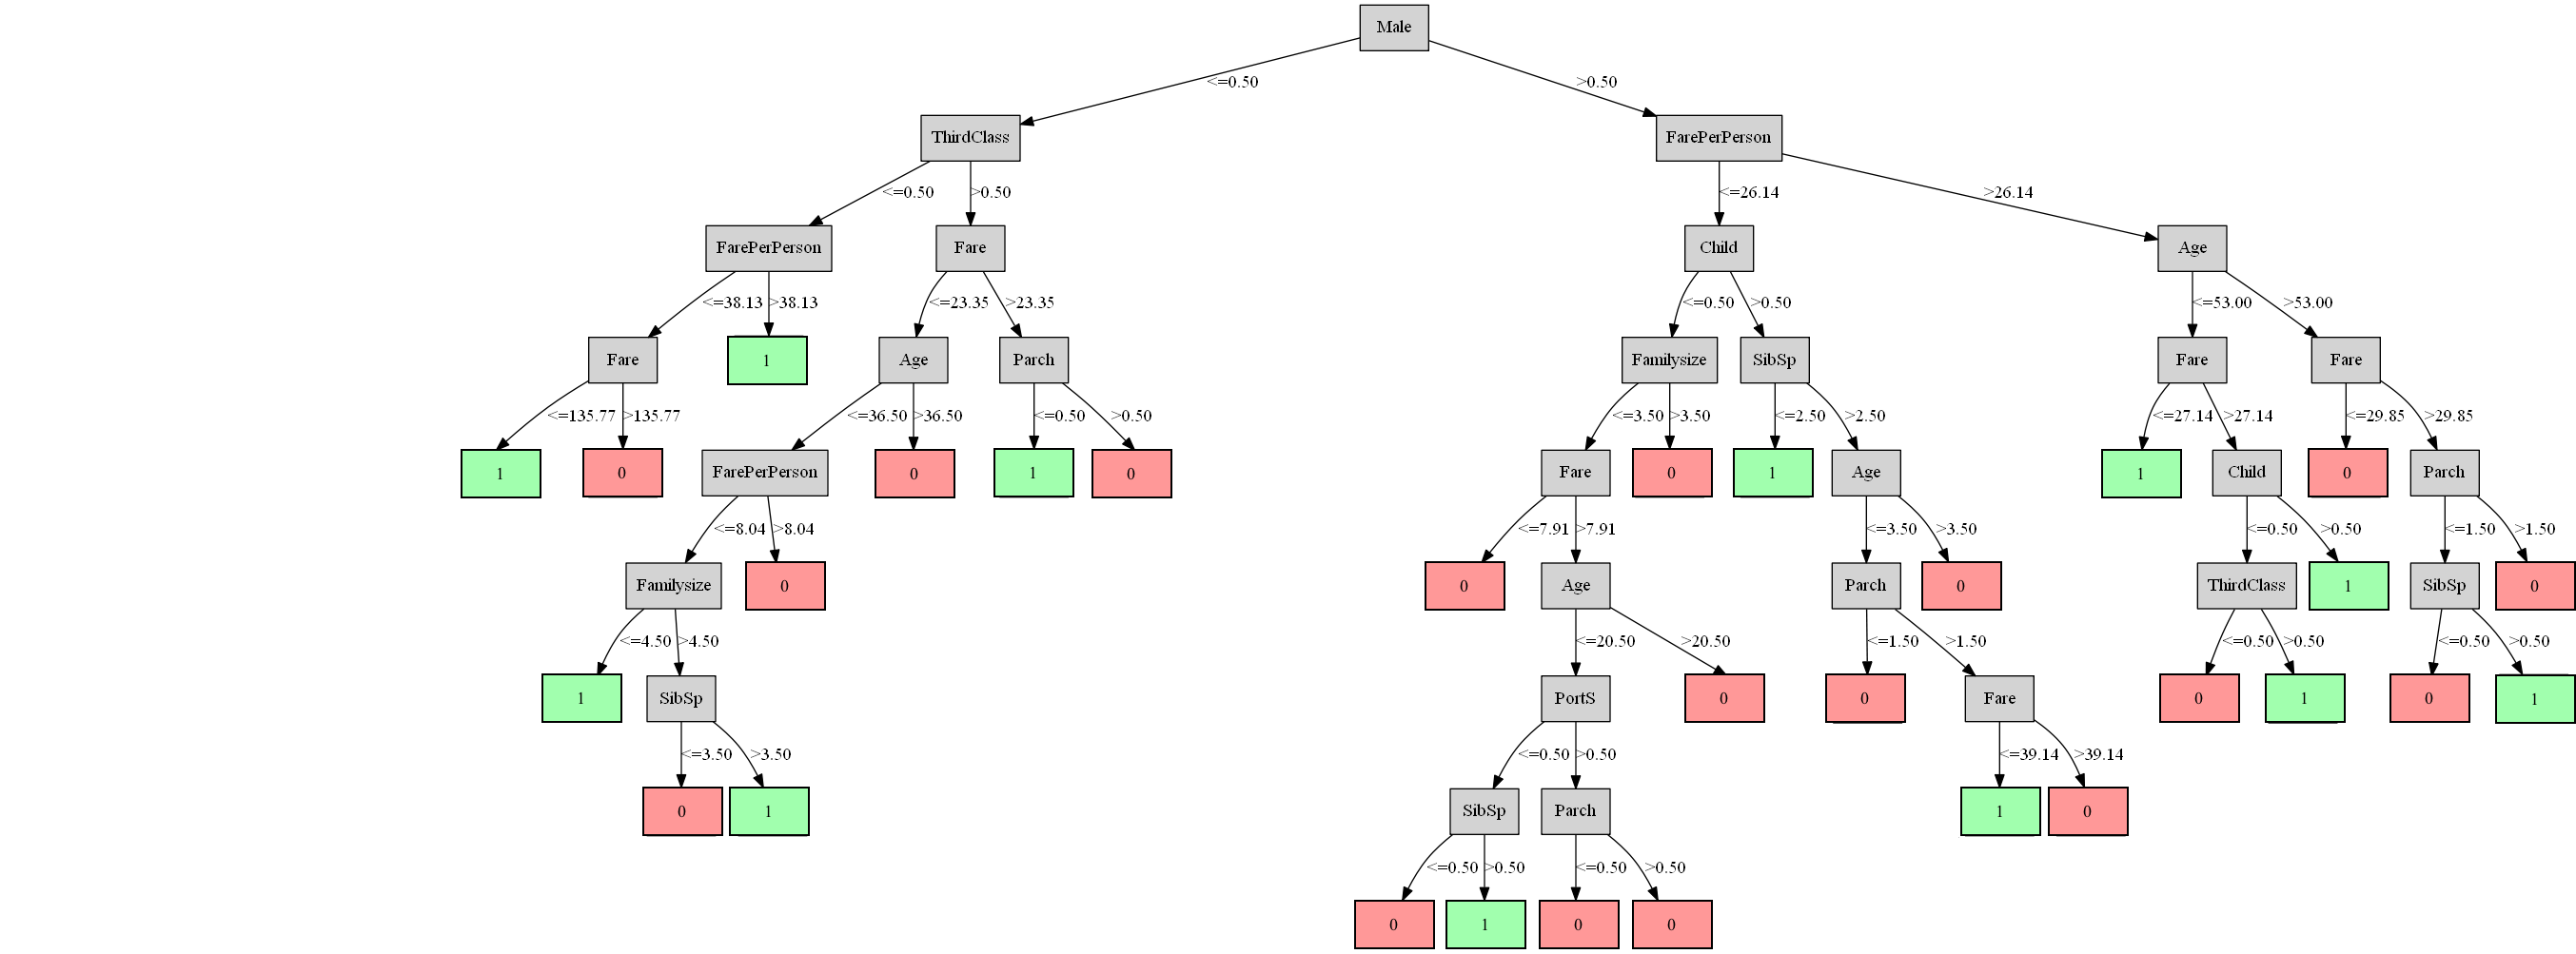 Male
<=0.50 >0.50
ThirdClass FarePerPerson
<=0.50 >0.50 <=26.14 >26.14
FarePerPerson Fare Child Age
<=38.13 >38.13 <=23.35 >23.35 <=0.50 >0.50 <=53.00 >53.00
Fare 1 Age Parch Familysize SibSp Fare Fare
<=135.77 >135.77 <=36.50 >36.50 <=0.50 >0.50 <=3.50 >3.50 <=2.50 >2.50 <=27.14 >27.14 <=29.85 >29.85
1 0 FarePerPerson 0 1 0 Fare 0 1 Age 1 Child 0 Parch
<=8.04 >8.04 <=7.91 >7.91 <=3.50 >3.50 <=0.50 >0.50 <=1.50 >1.50
Familysize 0 0 Age Parch 0 ThirdClass 1 SibSp 0
<=4.50 >4.50 <=20.50 >20.50 <=1.50 >1.50 <=0.50 >0.50 <=0.50 >0.50
1 SibSp PortS 0 0 Fare 0 1 0 1
<=3.50 >3.50 <=0.50 >0.50 <=39.14 >39.14
0 1 SibSp Parch 1 0
<=0.50 >0.50 <=0.50 >0.50
0 1 0 0